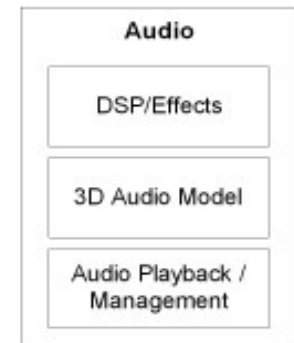 Audio
DSP/Effects
3D Audio Model
Audio Playback /
Management